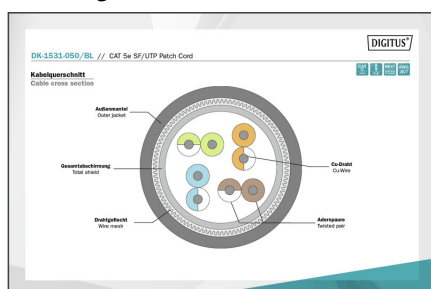 DIGITUS®
DK-1531-050/BL // CAT 5e SF/UTP Patch Cord
Kabelquerschnitt
Cable cross section
Außenmantel
Outer jacket
Gesamtabschirmung
Total shield
Cu-Draht
Cu-Wire
Drahtgeflecht
Wire mesh
Adernpaare
Twisted pair